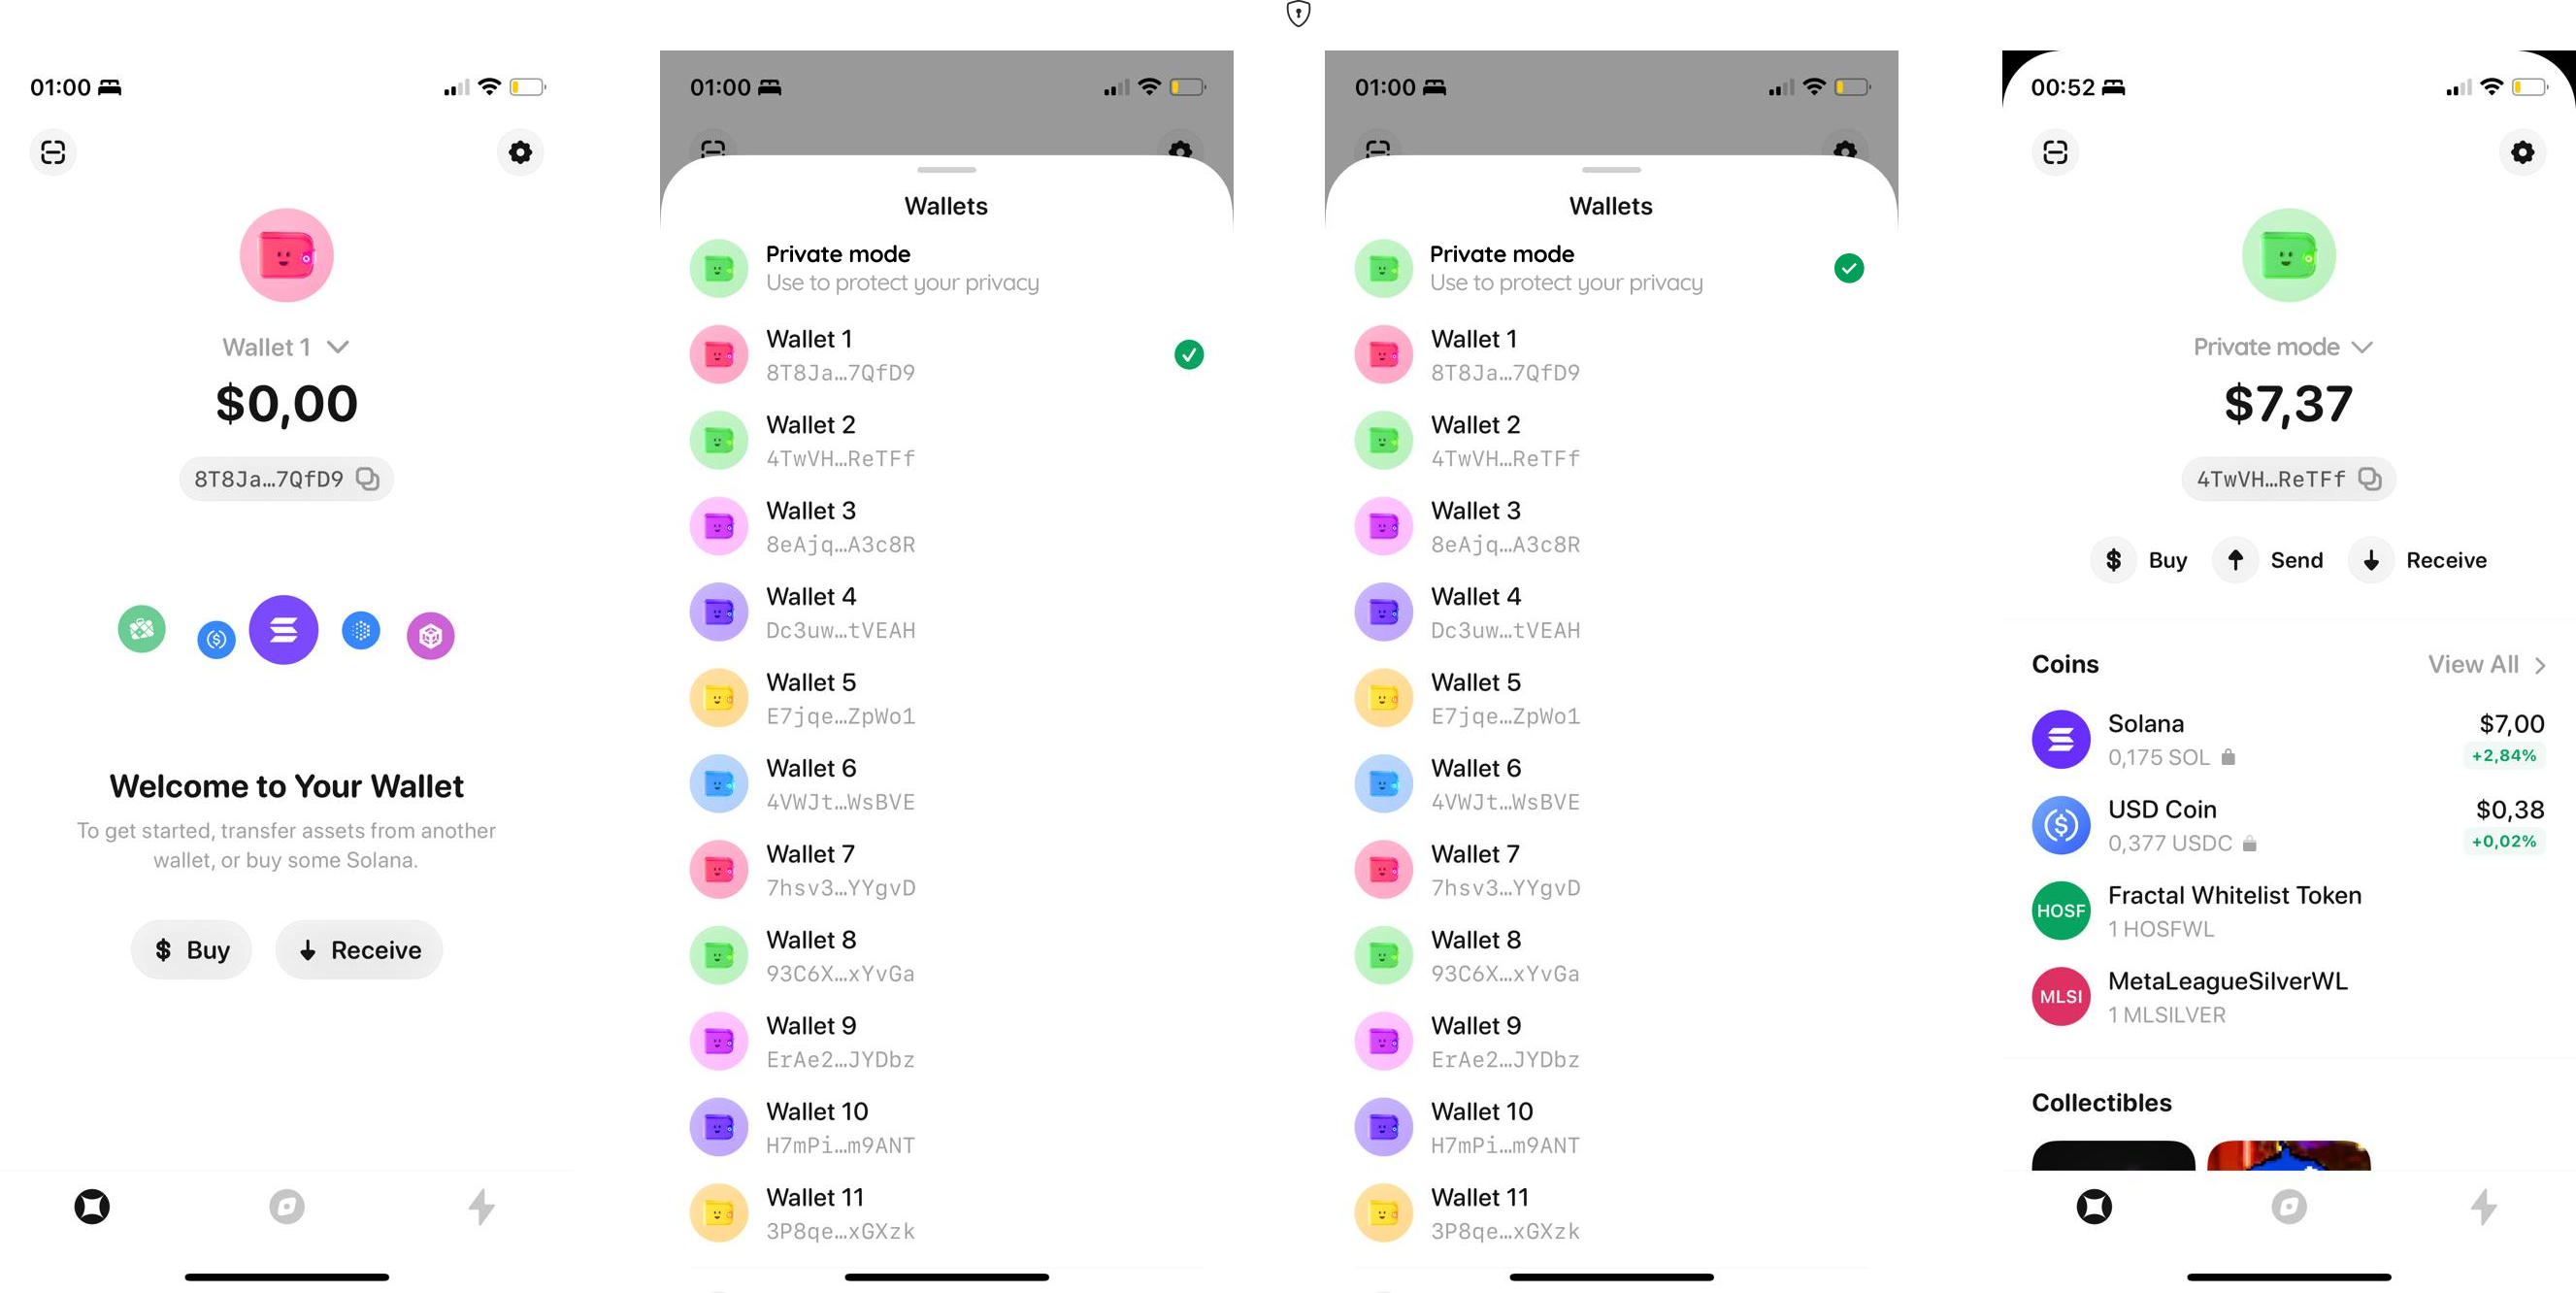 01:00
Wallet 1
$0,00
8T8Ja...7QfD9
Welcome to Your Wallet
To get started, transfer assets from another
wallet, or buy some Solana.
$ Buy
Receive
01:00
Wallets
Private mode
Use to protect your privacy
Wallet 1
8T8Ja...7QfD9
Wallet 2
4TwVH...ReTFf
Wallet 3
8eAjq...A3c8R
Wallet 4
Dc3uw...tVEAH
Wallet 5
E7jqe...ZpWo1
Wallet 6
4VWJt...WsBVE
Wallet 7
7hsv3...YYgvD
Wallet 8
93C6X...xYvGa
Wallet 9
ErAe2...JYDbz
Wallet 10
H7mPi...m9ANT
Wallet 11
3P8qe...xGXzk
01:00
Wallets
Private mode
Use to protect your privacy
Wallet 1
8T8Ja...7QfD9
Wallet 2
4TwVH...ReTFf
Wallet 3
8eAjq...A3c8R
Wallet 4
Dc3uw...tVEAH
Wallet 5
E7jqe...ZpWo1
Wallet 6
4VWJt...WsBVE
Wallet 7
7hsv3...YYgvD
Wallet 8
93C6X...xYvGa
Wallet 9
ErAe2...JYDbz
Wallet 10
H7mPi...m9ANT
Wallet 11
3P8qe...xGXzk
00:52
Private mode
$7,37
4TwVH...ReTFf
$ Buy
Send
Receive
Coins
View All
Solana
$7,00
0,175 SOL
+2,84%
USD Coin
$0,38
0,377 USDC
+0,02%
HOSF
Fractal Whitelist Token
1 HOSFWL
MLSI
MetaLeagueSilverWL
1 MLSILVER
Collectibles